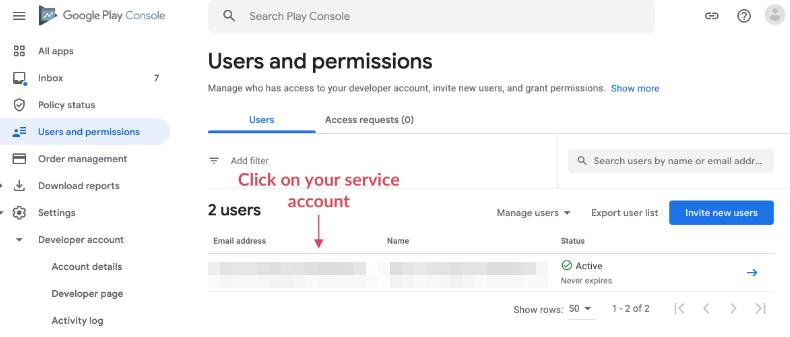 Google Play Console
Search Play Console
All apps
Inbox 7
Policy status
Users and permissions
Order management
Download reports
Settings
Developer account
Account details
Developer page
Activity log
Users and permissions
Manage who has access to your developer account, invite new users, and grant permissions. Show more
Users Access requests (0)
Add filter
Search users by name or email addr...
Click on your service
account
2 users
Manage users Export user list Invite new users
Email address Name Status
Active
Never expires
Show rows: 50 1 - 2 of 2